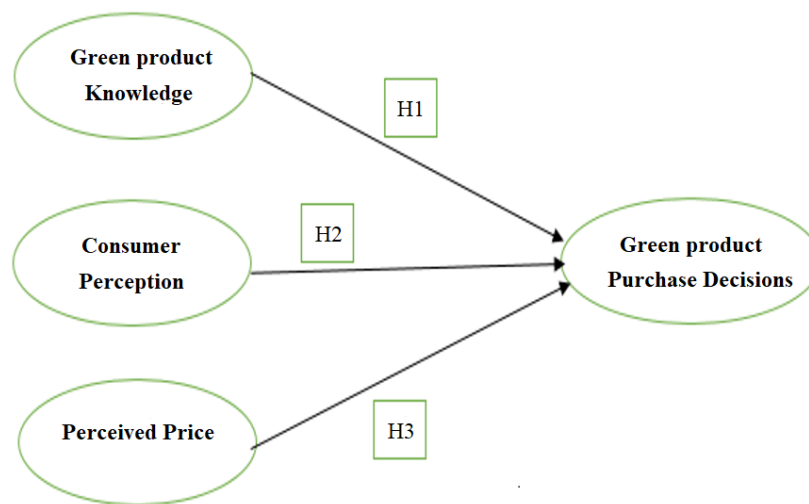 Green product
Knowledge
H1
Consumer
Perception
H2
Green product
Purchase Decisions
Perceived Price
H3